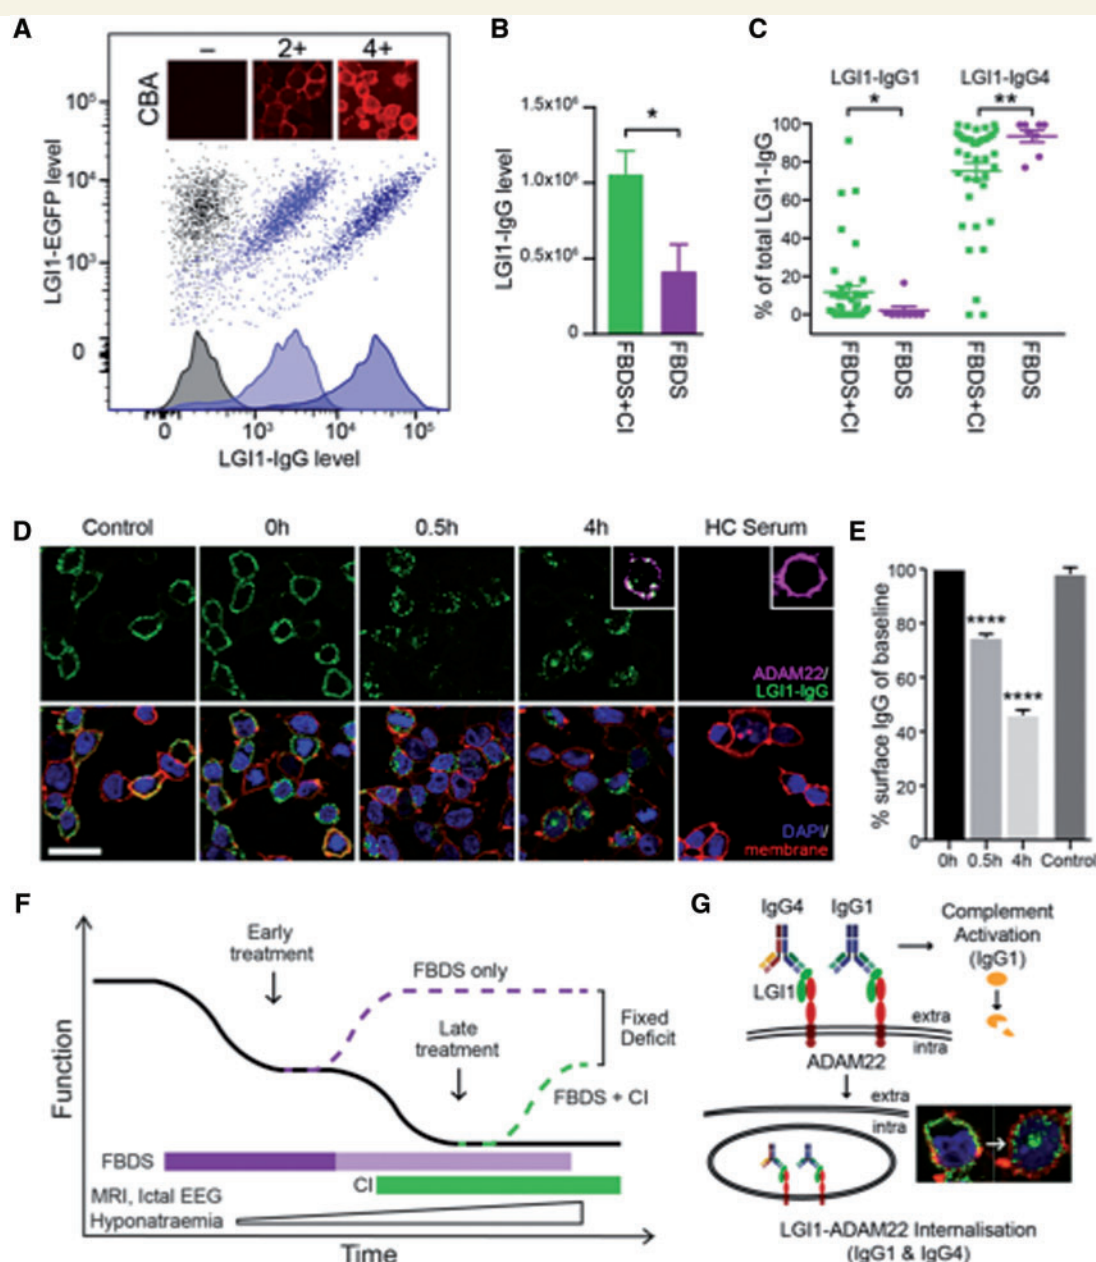 A
CBA
–
2+
4+
LGI1-EGFP level
10⁵
10⁴
10³
0
0
10³
10⁴
10⁵
LGI1-IgG level
B
*
LGI1-IgG level
1.5x10⁶
1.0x10⁶
0.5x10⁶
0
FBDS+CI
FBDS
C
LGI1-IgG1
LGI1-IgG4
*
**
% of total LGI1-IgG
100
80
60
40
20
0
FBDS+CI
FBDS
FBDS+CI
FBDS
D
Control
0h
0.5h
4h
HC Serum
ADAM22/
LGI1-IgG
DAPI/
membrane
E
% surface IgG of baseline
100
80
60
40
20
0
****
****
0h
0.5h
4h
Control
F
Function
Early
treatment
FBDS only
Late
treatment
Fixed
Deficit
FBDS + CI
FBDS
CI
MRI, Ictal EEG
Hyponatraemia
Time
G
IgG4
IgG1
Complement
Activation
(IgG1)
LGI1
extra
intra
ADAM22
extra
intra
LGI1-ADAM22 Internalisation
(IgG1 & IgG4)